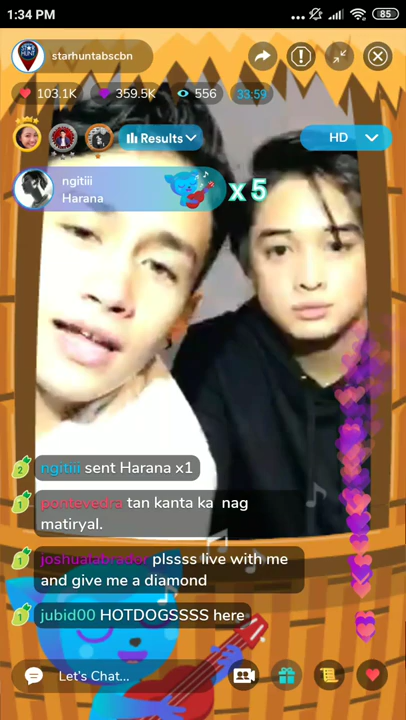 1:34 PM
85
STAR HUNT
starhuntabscbn
103.1K 359.5K 556 33:59
Results
HD
ngitiii
Harana
x 5
2 ngitiii sent Harana x1
1 pontevedra tan kanta ka nag
matiryal.
1 joshualabrador plssss live with me
and give me a diamond
1 jubid00 HOTDOGSSSS here
Let's Chat...